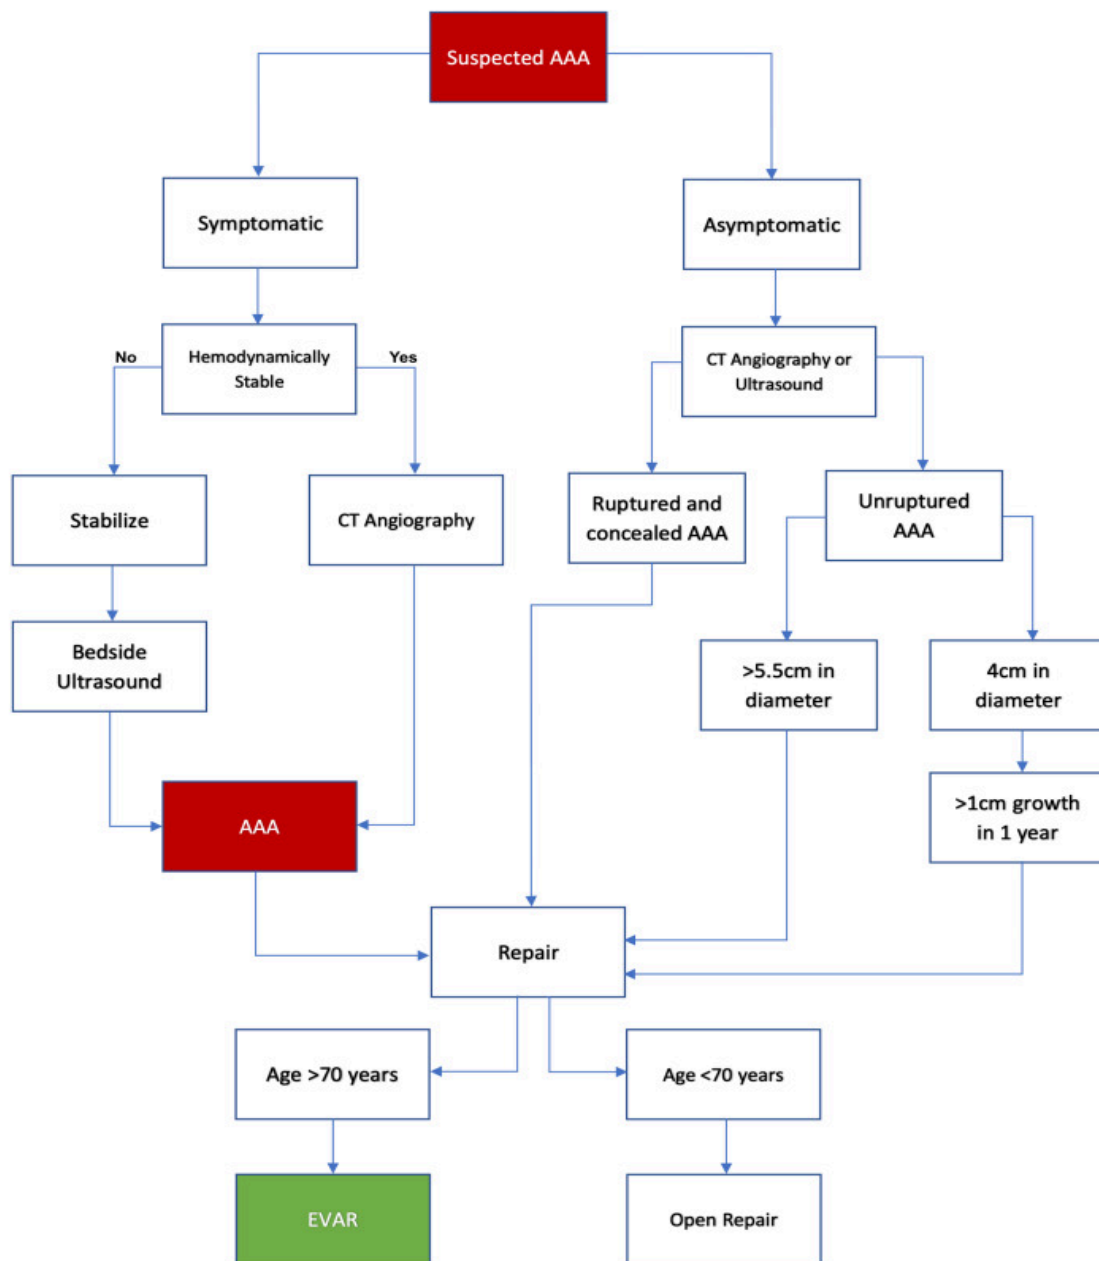 Suspected AAA
Symptomatic
Asymptomatic
No
Hemodynamically
Stable
Yes
CT Angiography or
Ultrasound
Stabilize
CT Angiography
Ruptured and
concealed AAA
Unruptured
AAA
Bedside
Ultrasound
>5.5cm in
diameter
4cm in
diameter
AAA
>1cm growth
in 1 year
Repair
Age >70 years
Age <70 years
EVAR
Open Repair